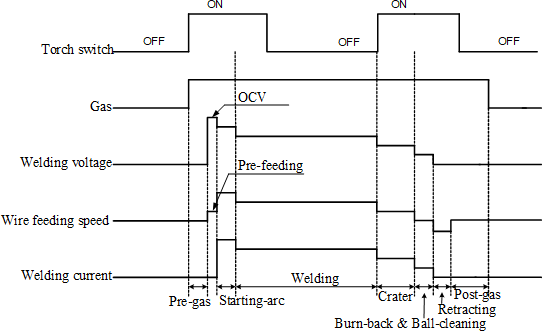 ON
ON
OFF
OFF
OFF
Torch switch
OCV
Gas
Welding voltage
Pre-feeding
Wire feeding speed
Welding current
Welding
Pre-gas
Starting-arc
Crater
Post-gas
Retracting
Burn-back & Ball-cleaning